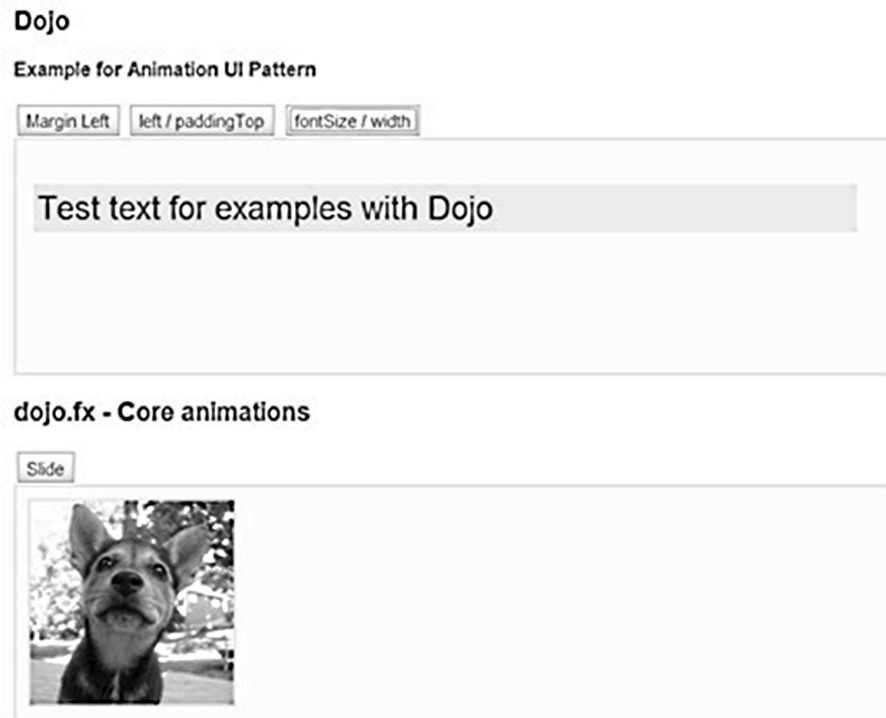 Dojo
Example for Animation UI Pattern
Margin Left left / paddingTop fontSize / width
Test text for examples with Dojo
dojo.fx - Core animations
Slide